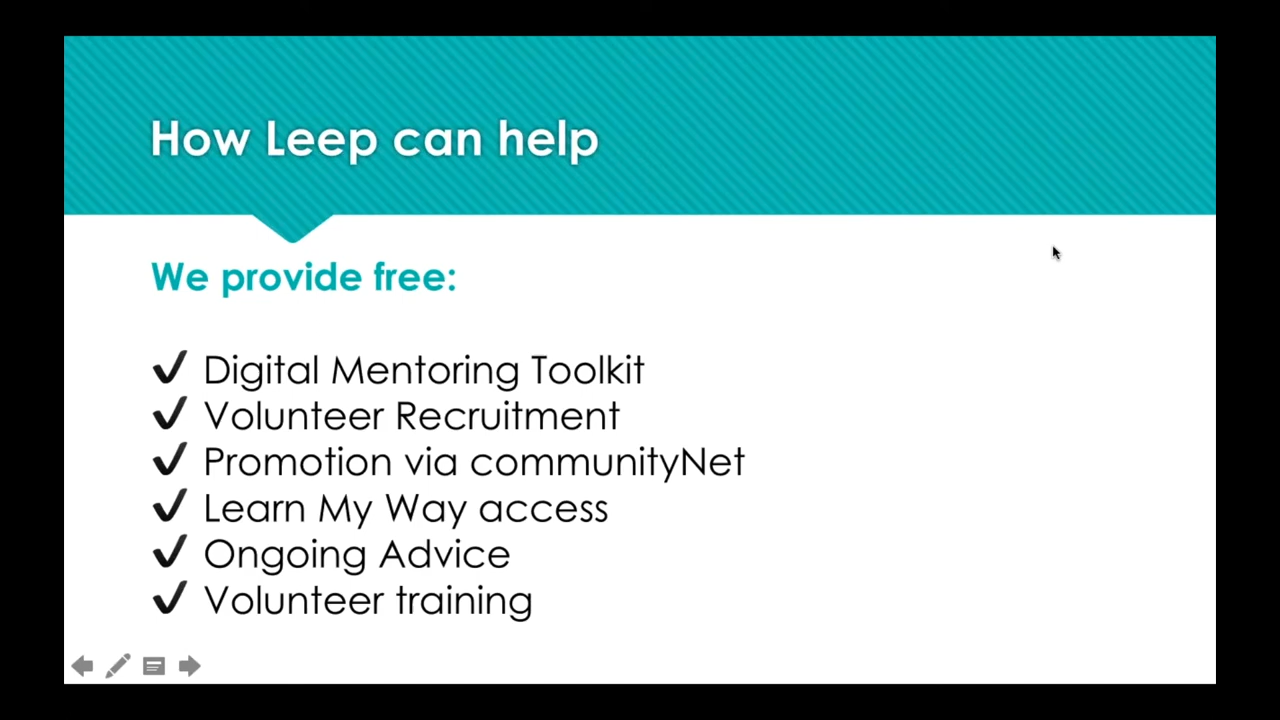 How Leep can help
We provide free:
✔ Digital Mentoring Toolkit
✔ Volunteer Recruitment
✔ Promotion via communityNet
✔ Learn My Way access
✔ Ongoing Advice
✔ Volunteer training